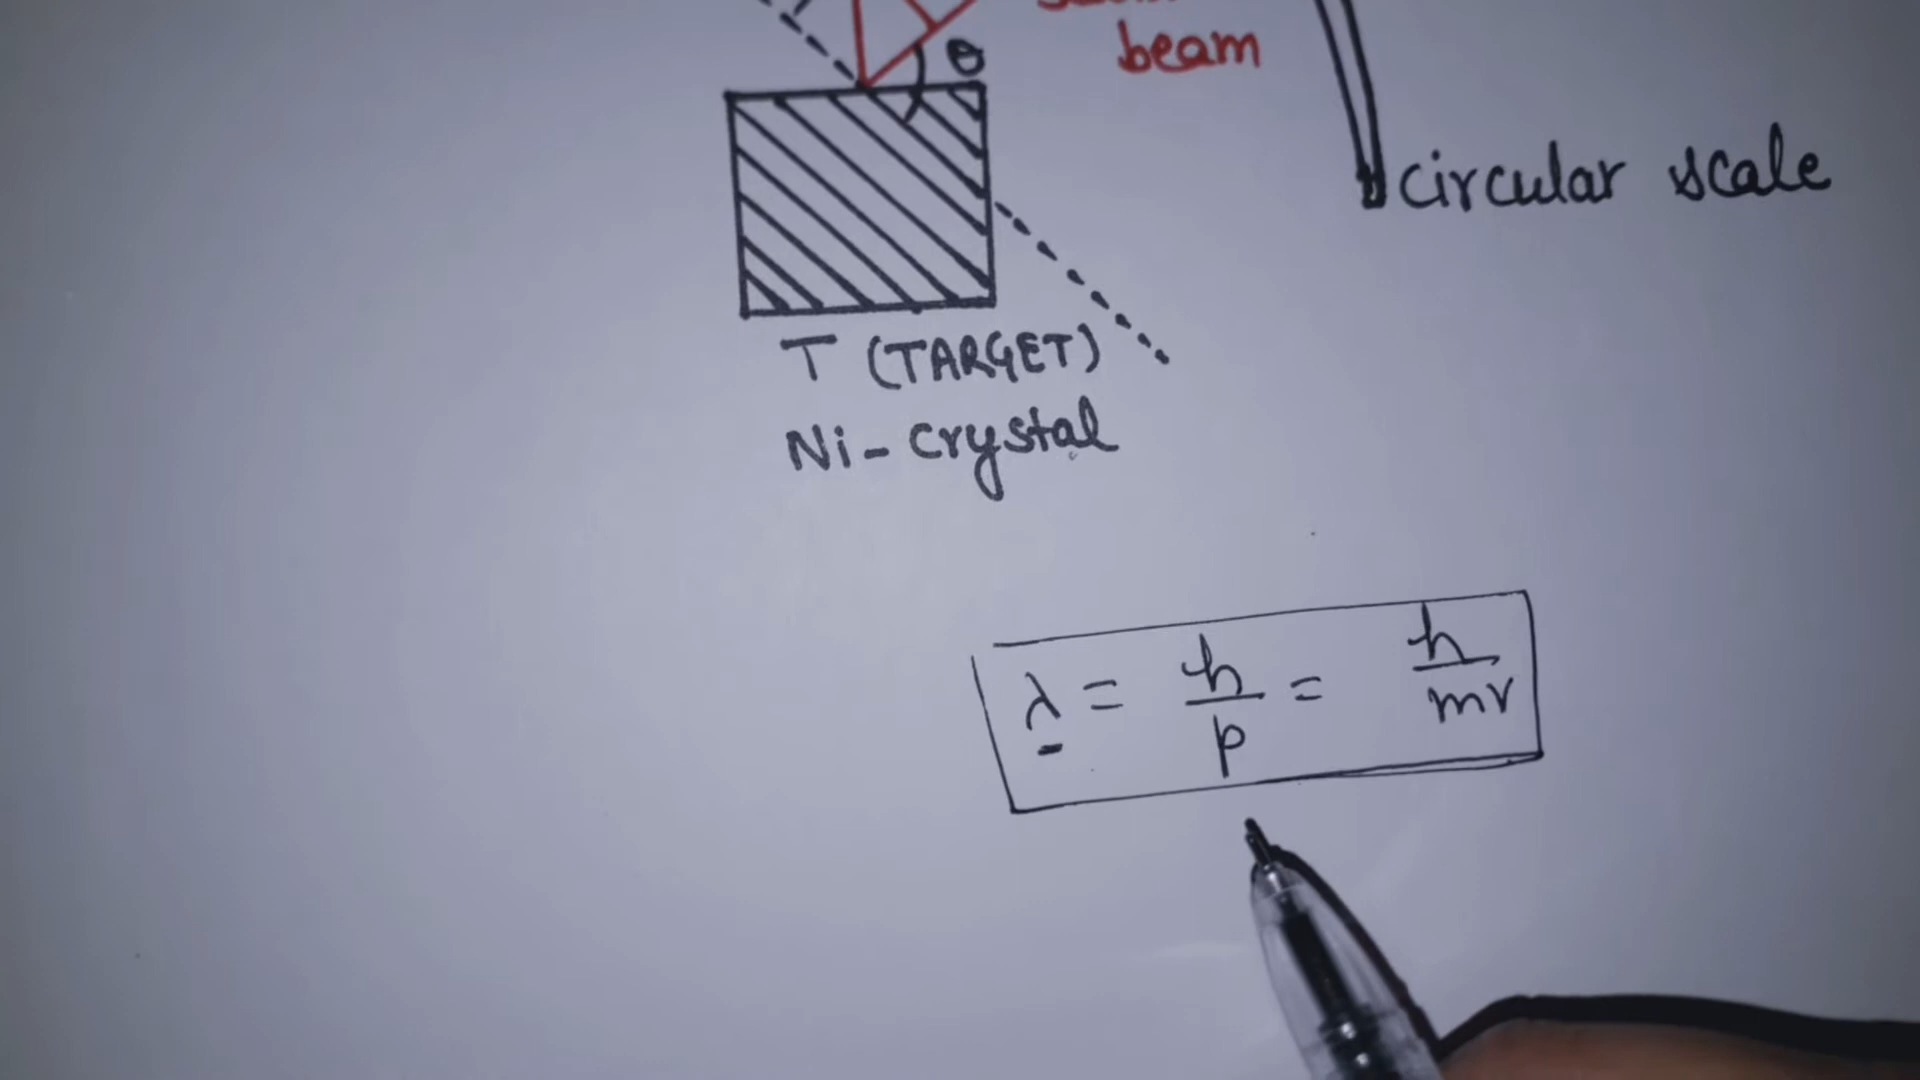 beam
θ
circular scale
T (TARGET)
Ni - crystal
λ = h/p = h/mv